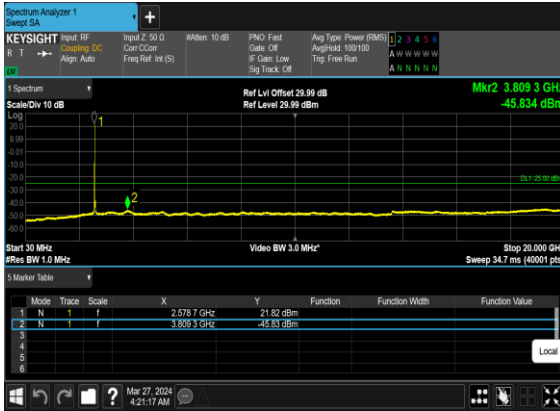 Spectrum Analyzer 1
Swept SA
+
KEYSIGHT
R T
LW
Input: RF
Coupling: DC
Align: Auto
Input Z: 50 Ω
Corr CCorr
Freq Ref: Int (S)
#Atten: 10 dB
PNO: Fast
Gate: Off
IF Gain: Low
Sig Track: Off
Avg Type: Power (RMS)
Avg|Hold: 100/100
Trig: Free Run
1 2 3 4 5 6
A W W W W W
A N N N N N
1 Spectrum
Scale/Div 10 dB
Ref Lvl Offset 29.99 dB
Ref Level 29.99 dBm
Mkr2 3.809 3 GHz
-45.834 dBm
Log
20.0
9.99
-0.01
-10.0
-20.0
-30.0
-40.0
-50.0
-60.0
1
2
DL1 25.00 dBm
Start 30 MHz
#Res BW 1.0 MHz
Video BW 3.0 MHz*
Stop 20.000 GHz
Sweep 34.7 ms (40001 pts)
5 Marker Table
Mode Trace Scale X Y Function Function Width Function Value
1 N 1 f 2.578 7 GHz 21.82 dBm
2 N 1 f 3.809 3 GHz -45.83 dBm
3
4
5
6
Local
?
Mar 27, 2024
4:21:17 AM